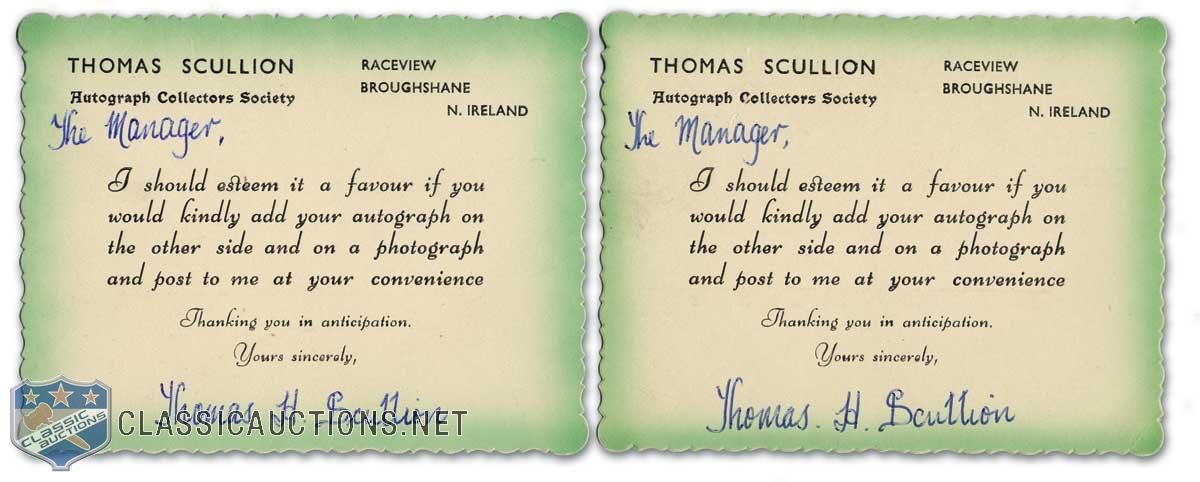 THOMAS SCULLION
RACEVIEW
BROUGHSHANE
N. IRELAND
Autograph Collectors Society
The Manager,
I should esteem it a favour if you
would kindly add your autograph on
the other side and on a photograph
and post to me at your convenience
Thanking you in anticipation.
Yours sincerely,
Thomas. H. Scullion
CLASSIC AUCTIONS
CLASSICAUCTIONS.NET
THOMAS SCULLION
RACEVIEW
BROUGHSHANE
N. IRELAND
Autograph Collectors Society
The Manager,
I should esteem it a favour if you
would kindly add your autograph on
the other side and on a photograph
and post to me at your convenience
Thanking you in anticipation.
Yours sincerely,
Thomas. H. Scullion